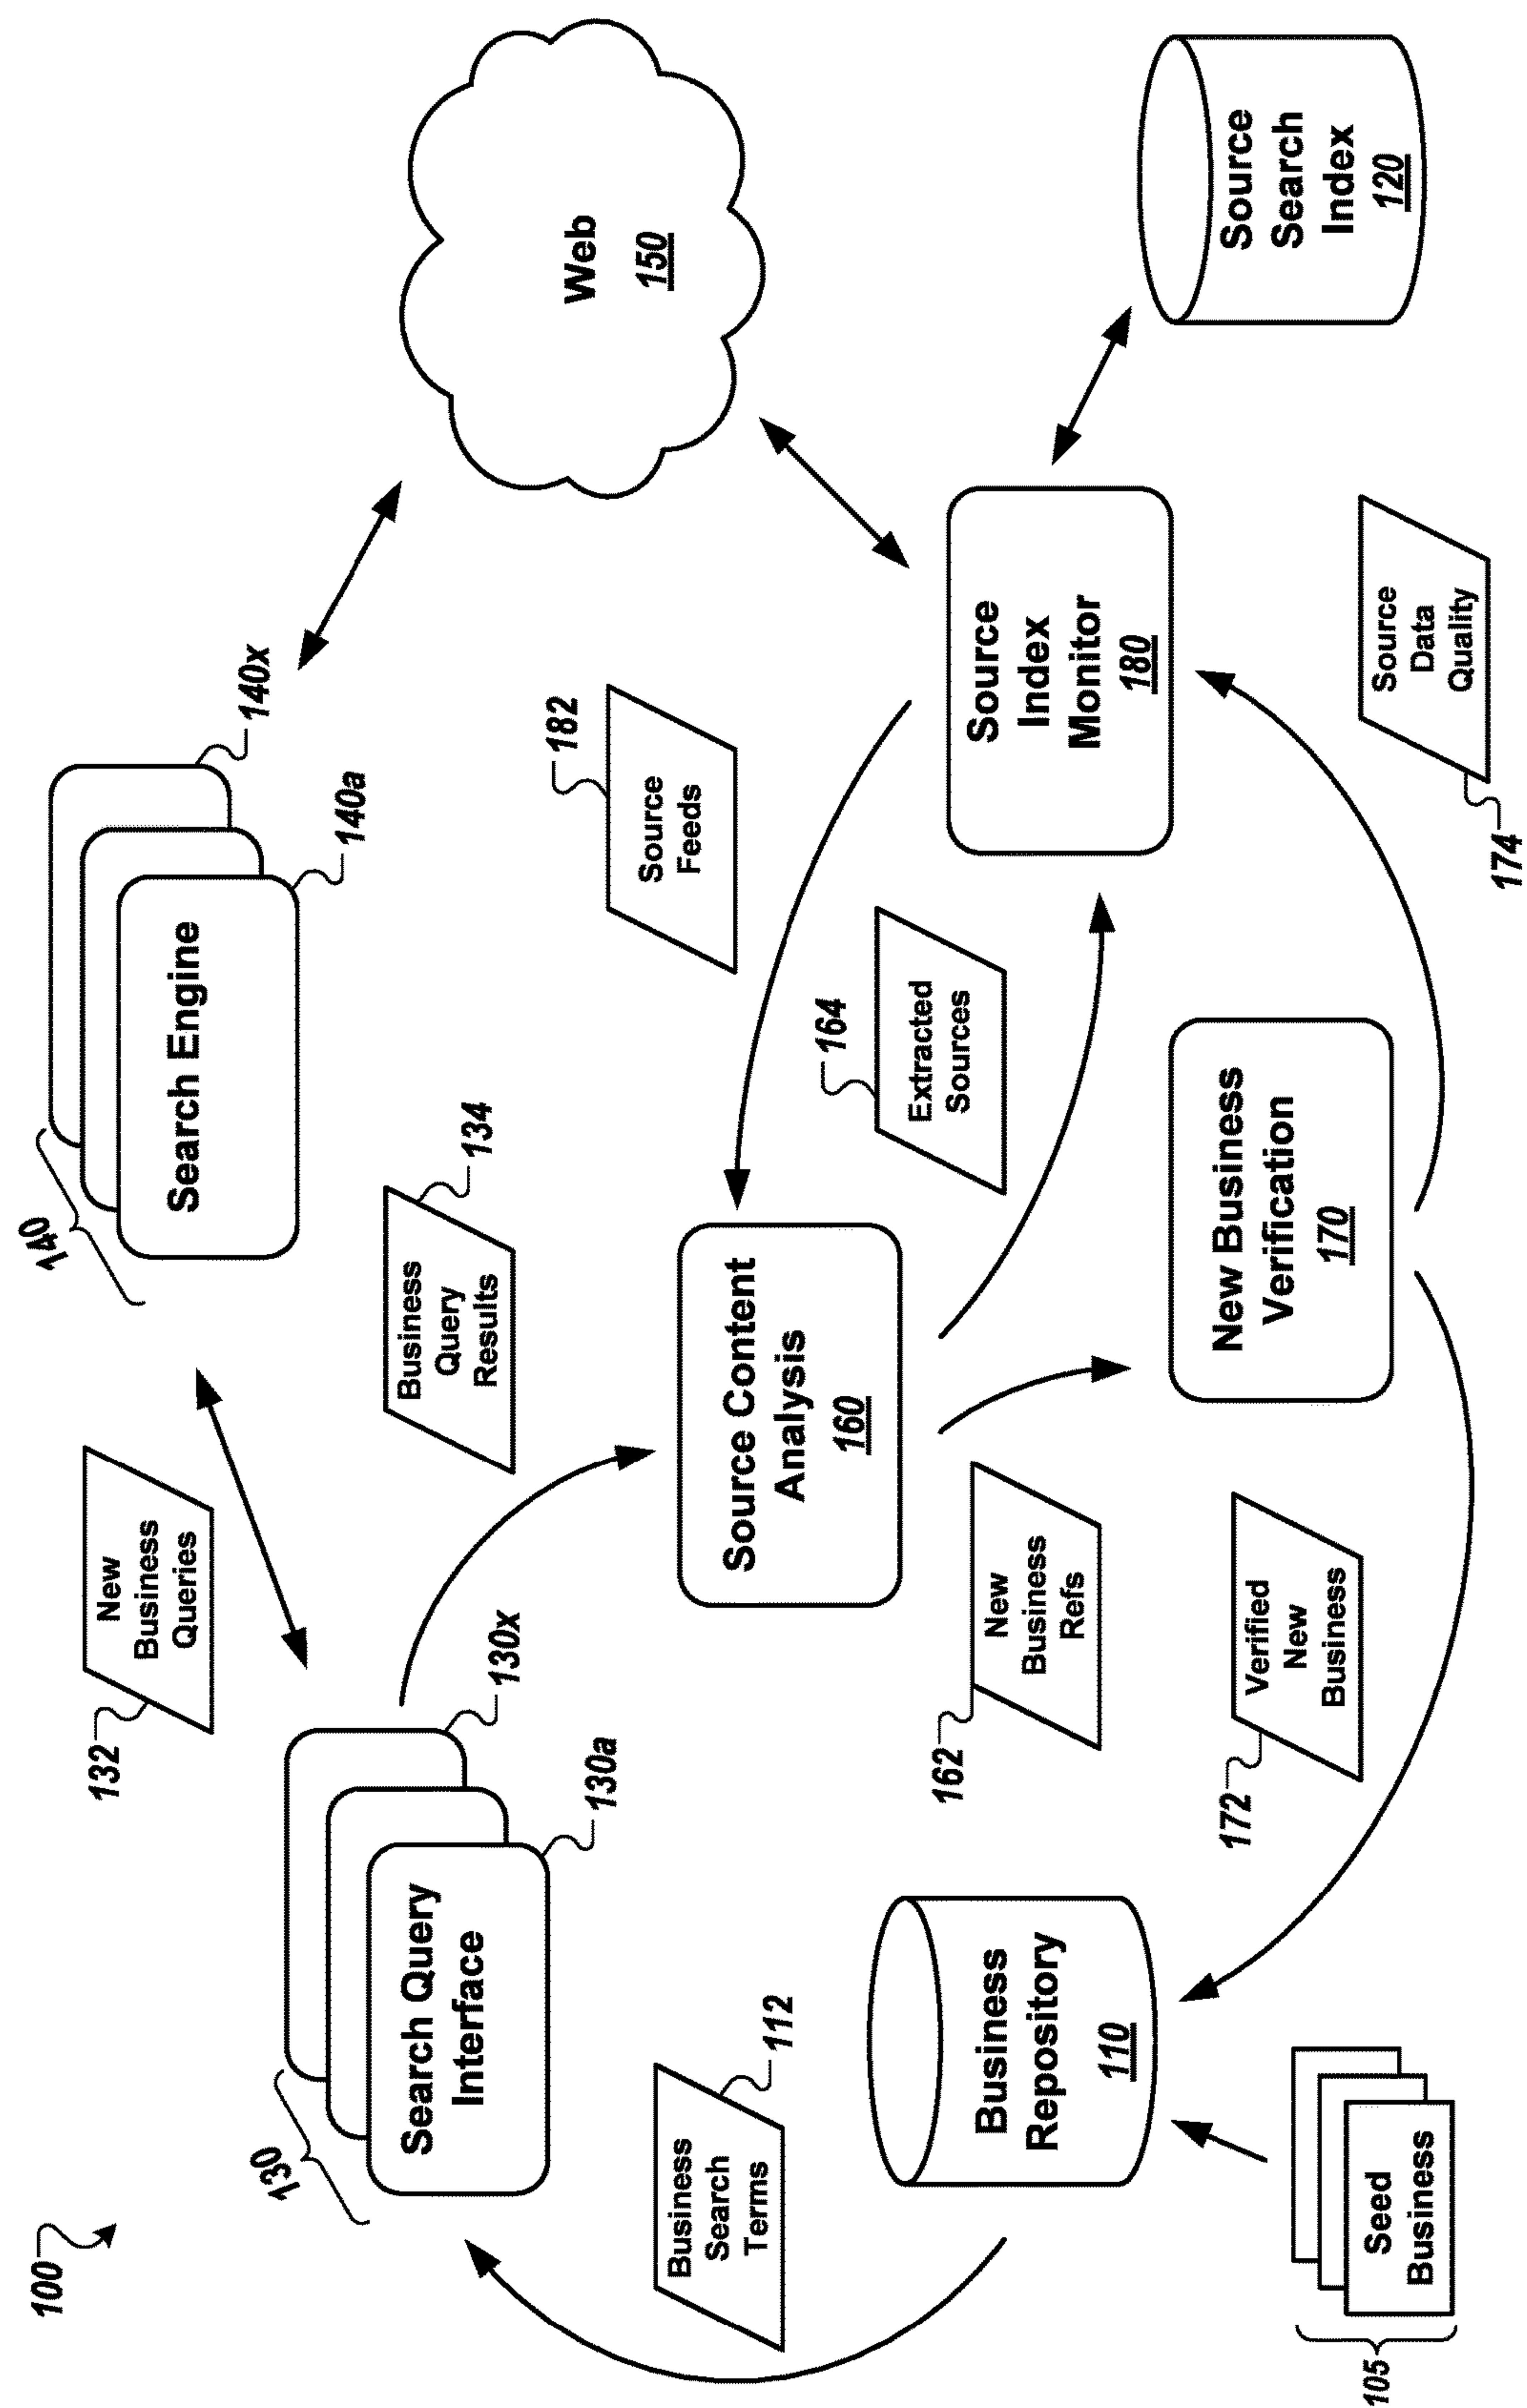 100
140
Search Engine
140x
140a
132
New
Business
Queries
134
Business
Query
Results
Web
150
130
Search Query
Interface
130x
130a
182
Source
Feeds
112
Business
Search
Terms
Source Content
Analysis
160
164
Extracted
Sources
Source
Index
Monitor
180
Source
Search
Index
120
Business
Repository
110
162
New
Business
Refs
New Business
Verification
170
172
Verified
New
Business
174
Source
Data
Quality
105
Seed
Business